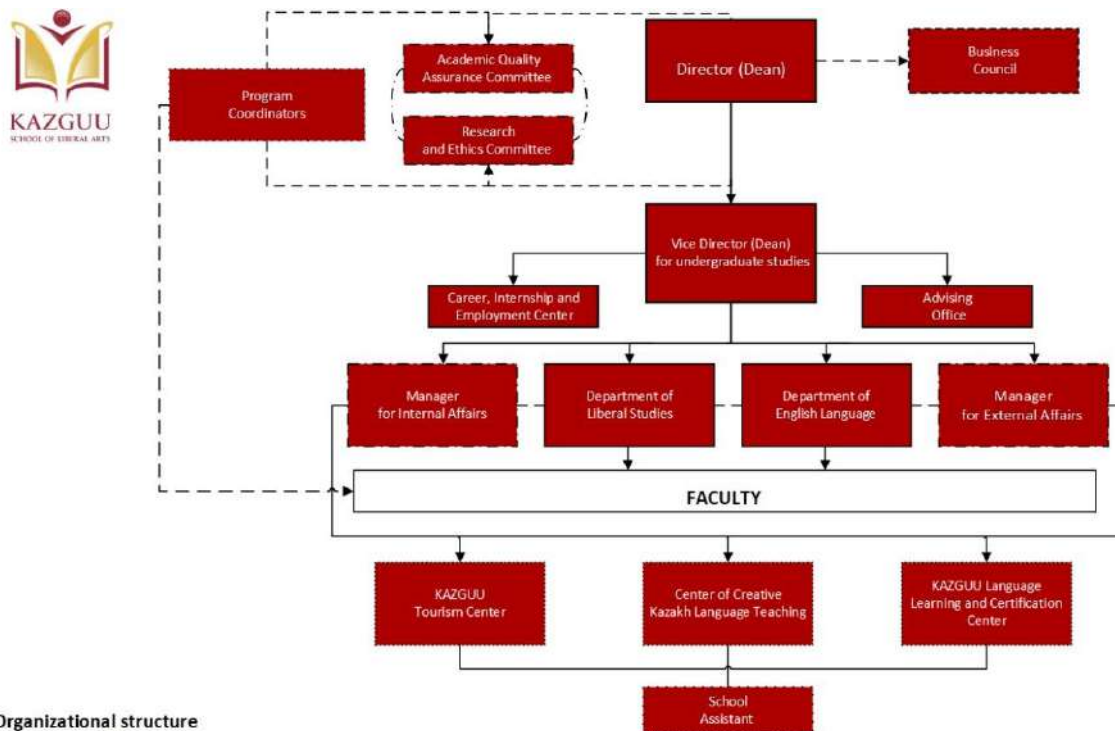 KAZGUU
SCHOOL OF LIBERAL ARTS
Program
Coordinators
Academic Quality
Assurance Committee
Research
and Ethics Committee
Director (Dean)
Business
Council
Vice Director (Dean)
for undergraduate studies
Career, Internship and
Employment Center
Advising
Office
Manager
for Internal Affairs
Department of
Liberal Studies
Department of
English Language
Manager
for External Affairs
FACULTY
KAZGUU
Tourism Center
Center of Creative
Kazakh Language Teaching
KAZGUU Language
Learning and Certification
Center
School
Assistant
Organizational structure